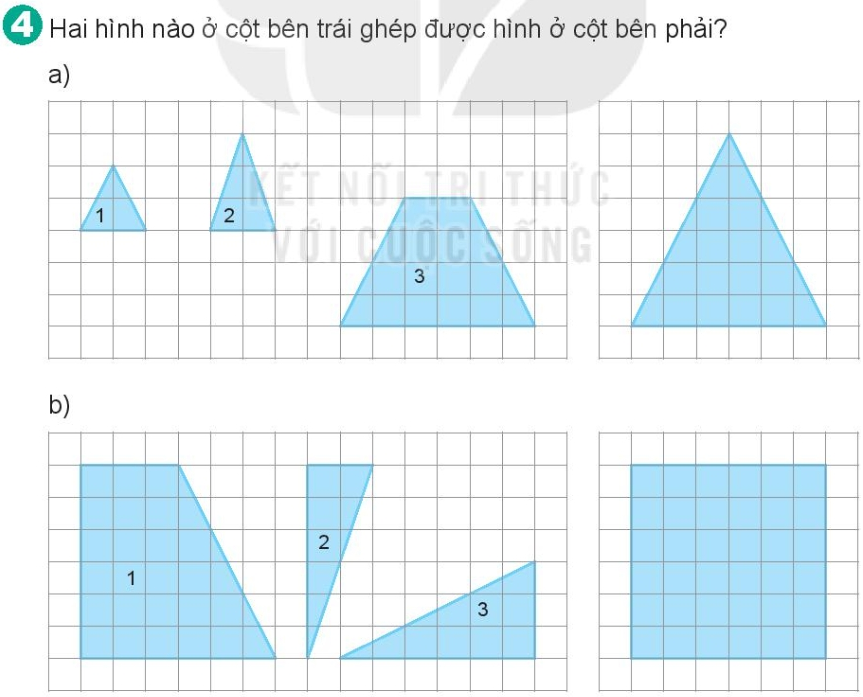 4 Hai hình nào ở cột bên trái ghép được hình ở cột bên phải?
a)
KẾT NỐI TRI THỨC
VỚI CUỘC SỐNG
1
2
3
b)
1
2
3